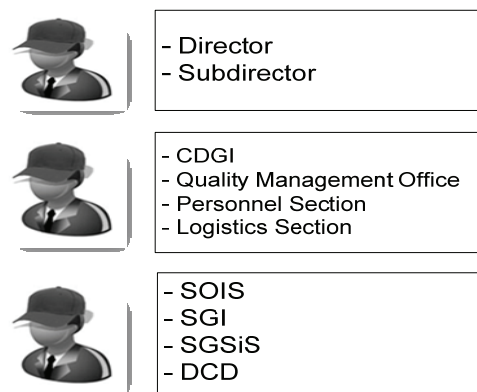 - Director
- Subdirector
- CDGI
- Quality Management Office
- Personnel Section
- Logistics Section
- SOIS
- SGI
- SGSiS
- DCD